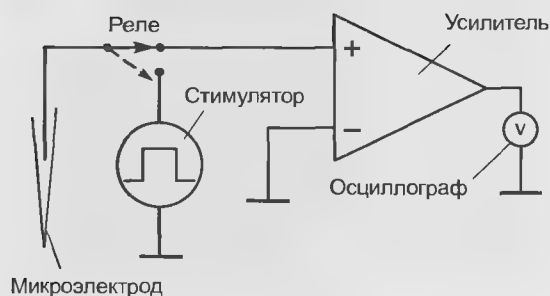 Реле
Усилитель
+
Стимулятор
−
V
Осциллограф
Микроэлектрод